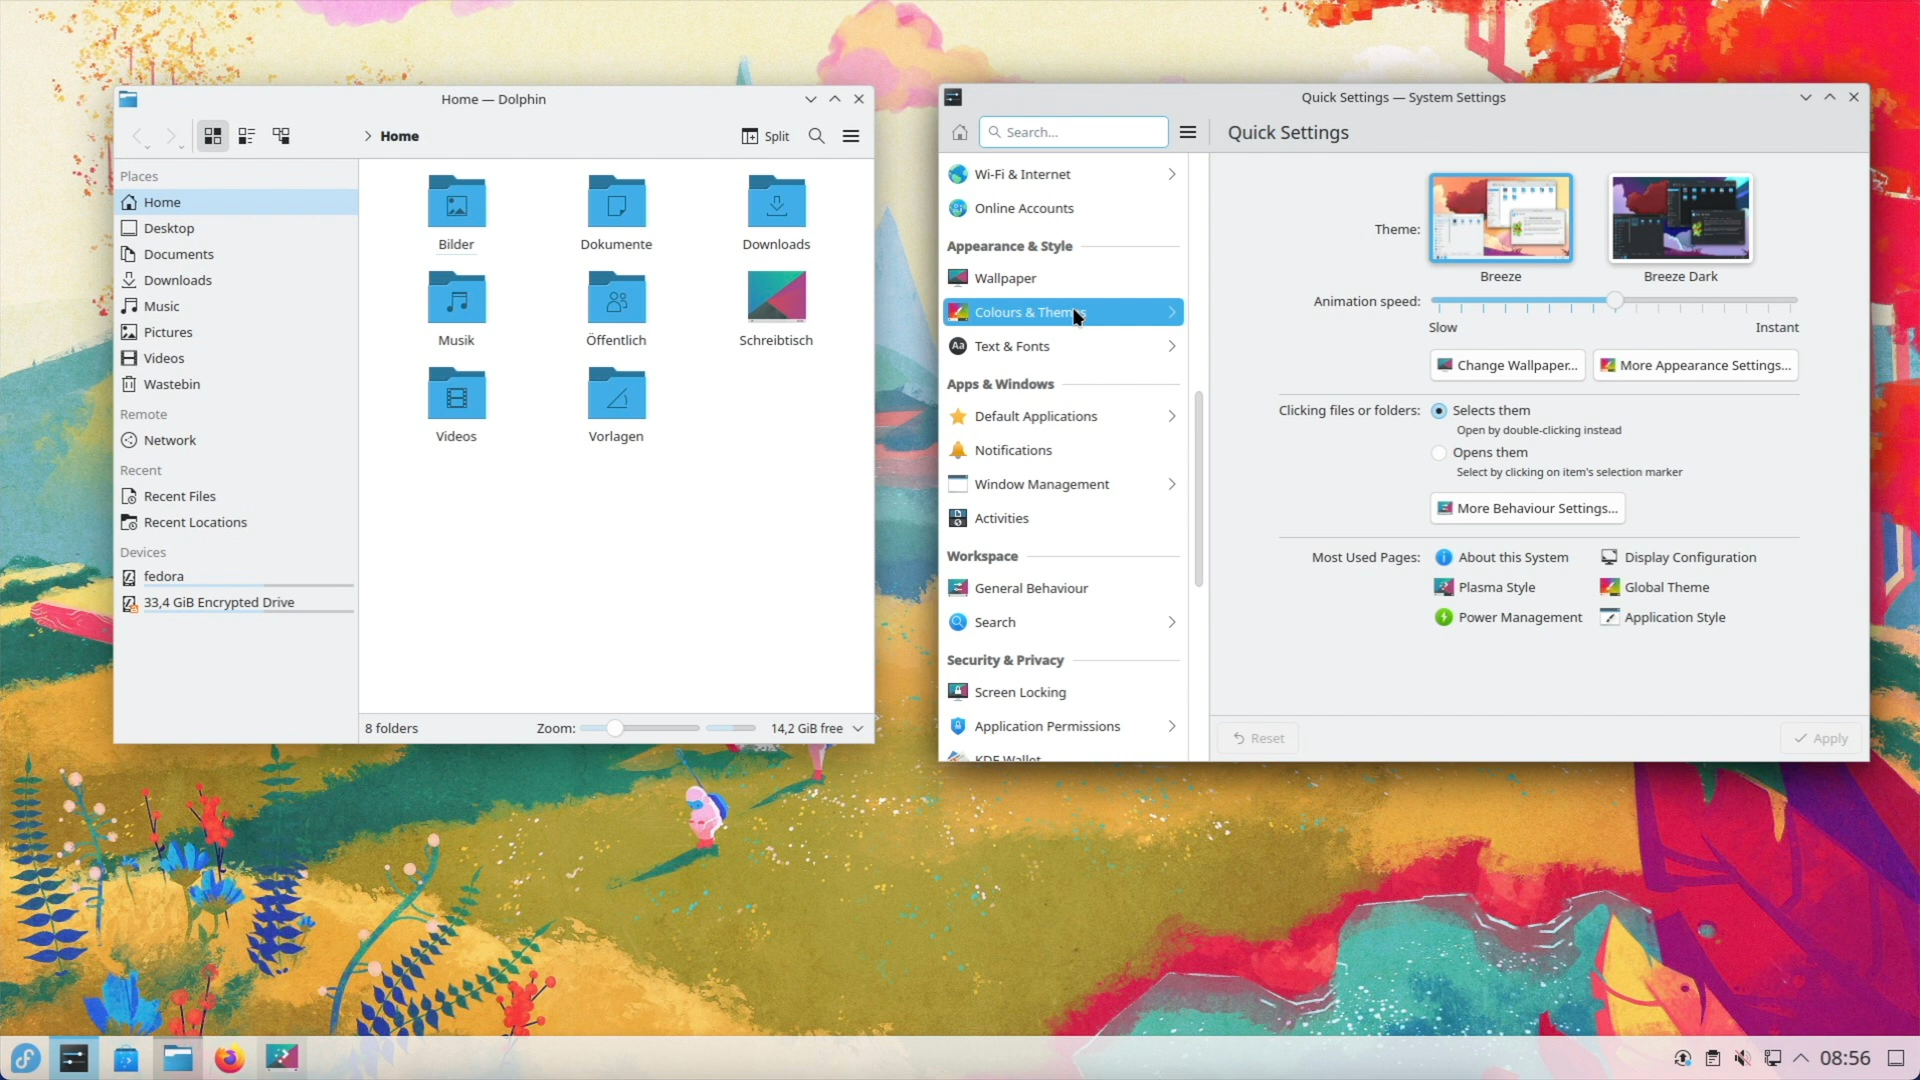 Home — Dolphin
Home
Split
Places
Home
Desktop
Documents
Downloads
Music
Pictures
Videos
Wastebin
Remote
Network
Recent
Recent Files
Recent Locations
Devices
fedora
33,4 GiB Encrypted Drive
Bilder
Dokumente
Downloads
Musik
Öffentlich
Schreibtisch
Videos
Vorlagen
8 folders
Zoom:
14,2 GiB free
Quick Settings — System Settings
Search...
Quick Settings
Wi-Fi & Internet
Online Accounts
Appearance & Style
Wallpaper
Colours & Themes
Text & Fonts
Apps & Windows
Default Applications
Notifications
Window Management
Activities
Workspace
General Behaviour
Search
Security & Privacy
Screen Locking
Application Permissions
KDE Wallet
Theme:
Breeze
Breeze Dark
Animation speed:
Slow
Instant
Change Wallpaper...
More Appearance Settings...
Clicking files or folders:
Selects them
Open by double-clicking instead
Opens them
Select by clicking on item's selection marker
More Behaviour Settings...
Most Used Pages:
About this System
Display Configuration
Plasma Style
Global Theme
Power Management
Application Style
Reset
Apply
08:56